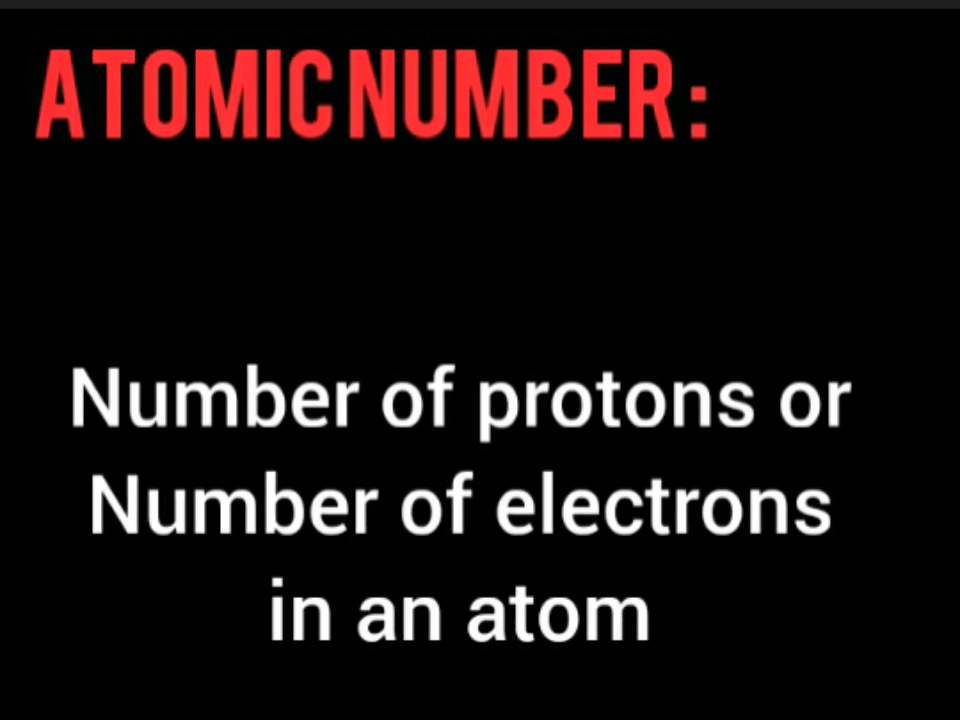 ATOMIC NUMBER:
Number of protons or
Number of electrons
in an atom